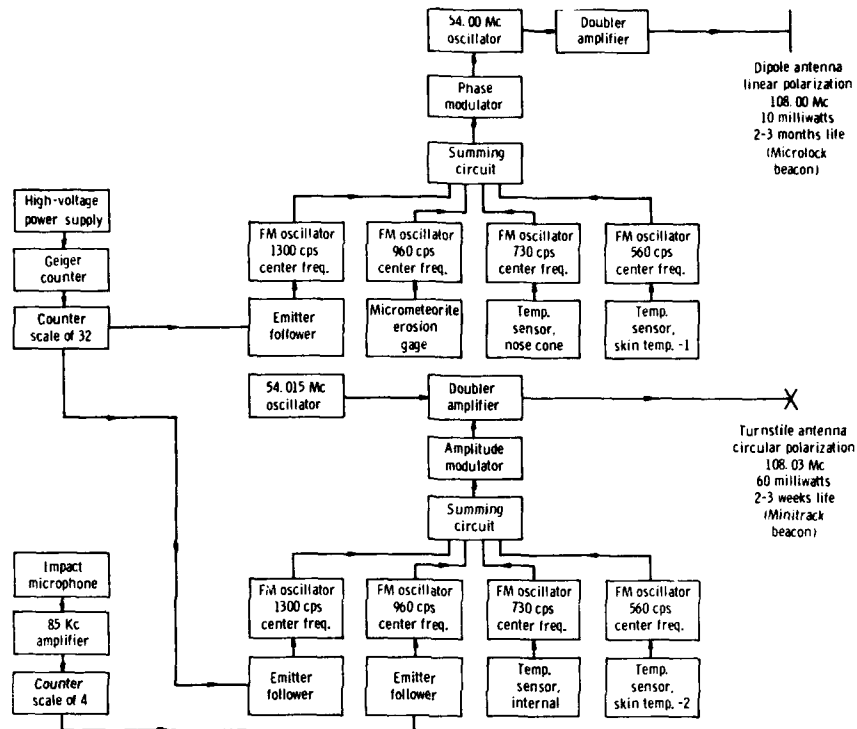 54.00 Mc
oscillator
Doubler
amplifier
Dipole antenna
linear polarization
108.00 Mc
10 milliwatts
2-3 months life
(Microlock
beacon)
Phase
modulator
Summing
circuit
High-voltage
power supply
Geiger
counter
Counter
scale of 32
FM oscillator
1300 cps
center freq.
FM oscillator
960 cps
center freq.
FM oscillator
730 cps
center freq.
FM oscillator
560 cps
center freq.
Emitter
follower
Micrometeorite
erosion
gage
Temp.
sensor,
nose cone
Temp.
sensor,
skin temp. -1
54.015 Mc
oscillator
Doubler
amplifier
Turnstile antenna
circular polarization
108.03 Mc
60 milliwatts
2-3 weeks life
(Minitrack
beacon)
Amplitude
modulator
Summing
circuit
Impact
microphone
85 Kc
amplifier
Counter
scale of 4
FM oscillator
1300 cps
center freq.
FM oscillator
960 cps
center freq.
FM oscillator
730 cps
center freq.
FM oscillator
560 cps
center freq.
Emitter
follower
Emitter
follower
Temp.
sensor,
internal
Temp.
sensor,
skin temp. -2